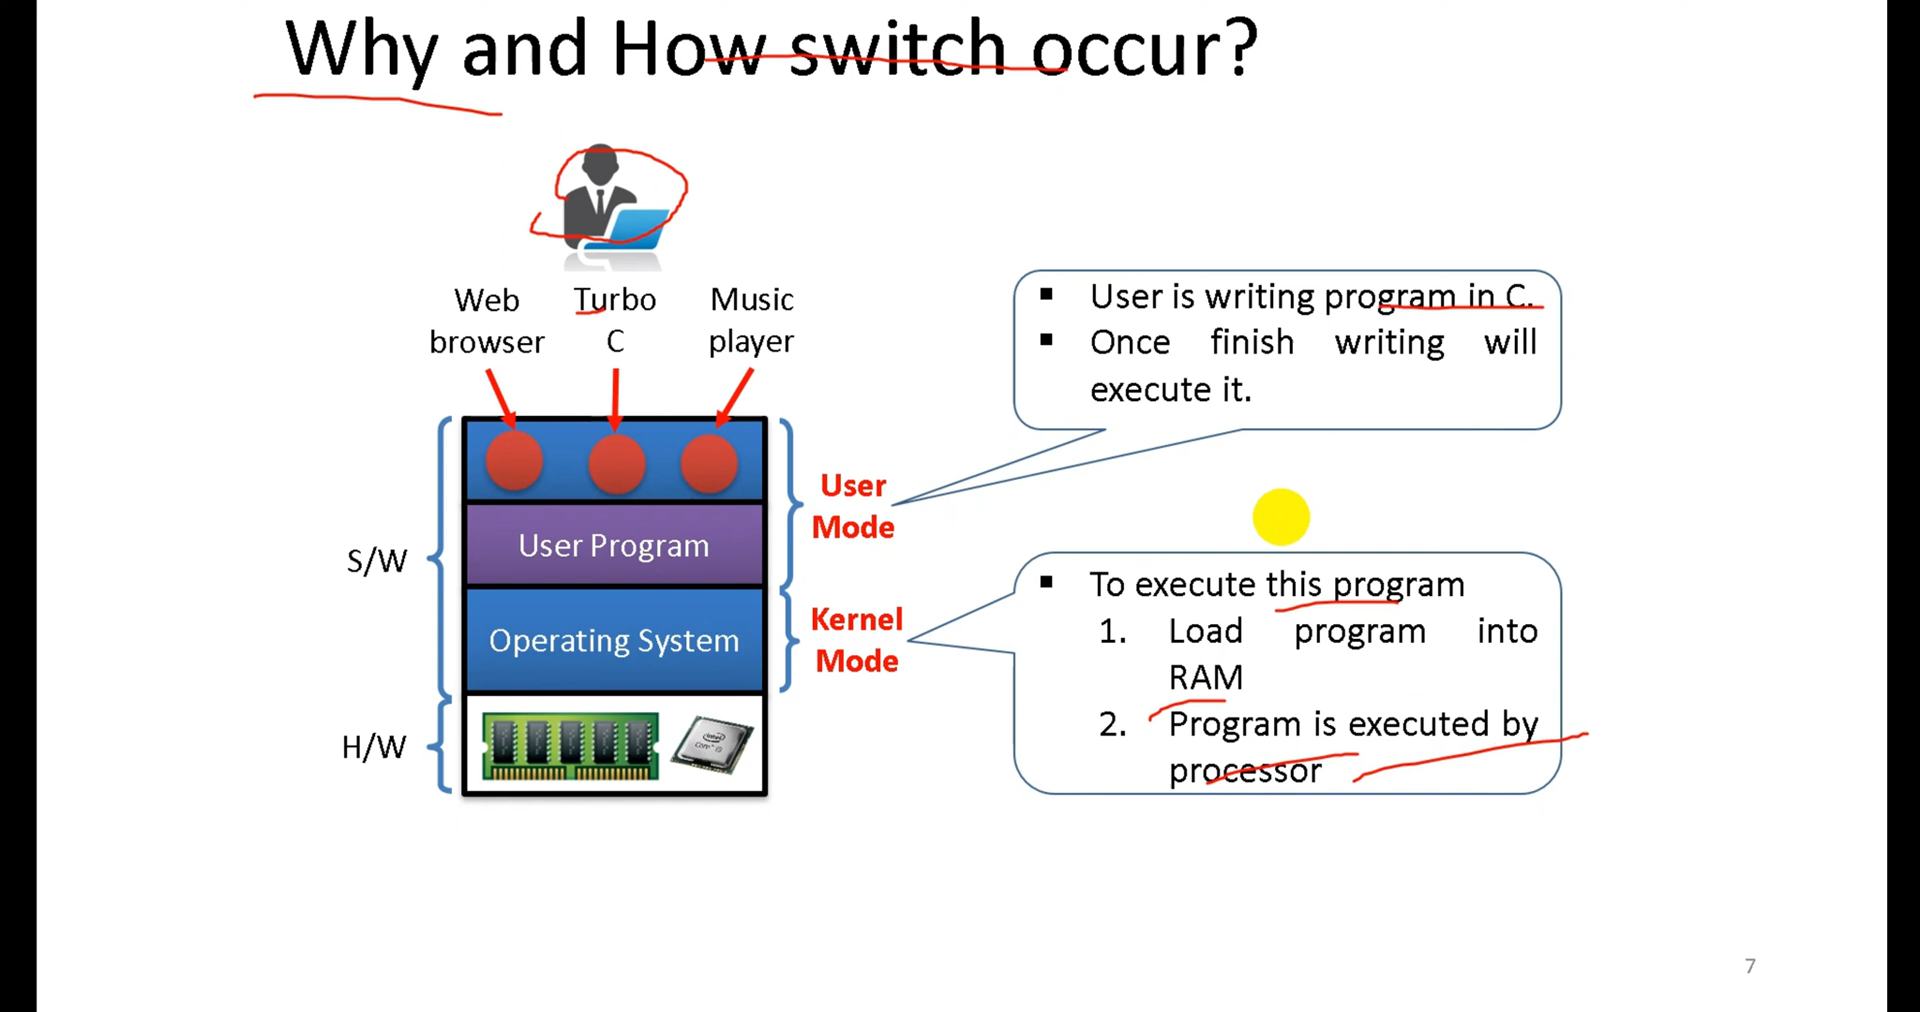 Why and How switch occur?
Web
browser
Turbo
C
Music
player
▪ User is writing program in C.
▪ Once finish writing will
execute it.
User
Mode
User Program
S/W
▪ To execute this program
1. Load program into
RAM
2. Program is executed by
processor
Kernel
Mode
Operating System
H/W
intel
7